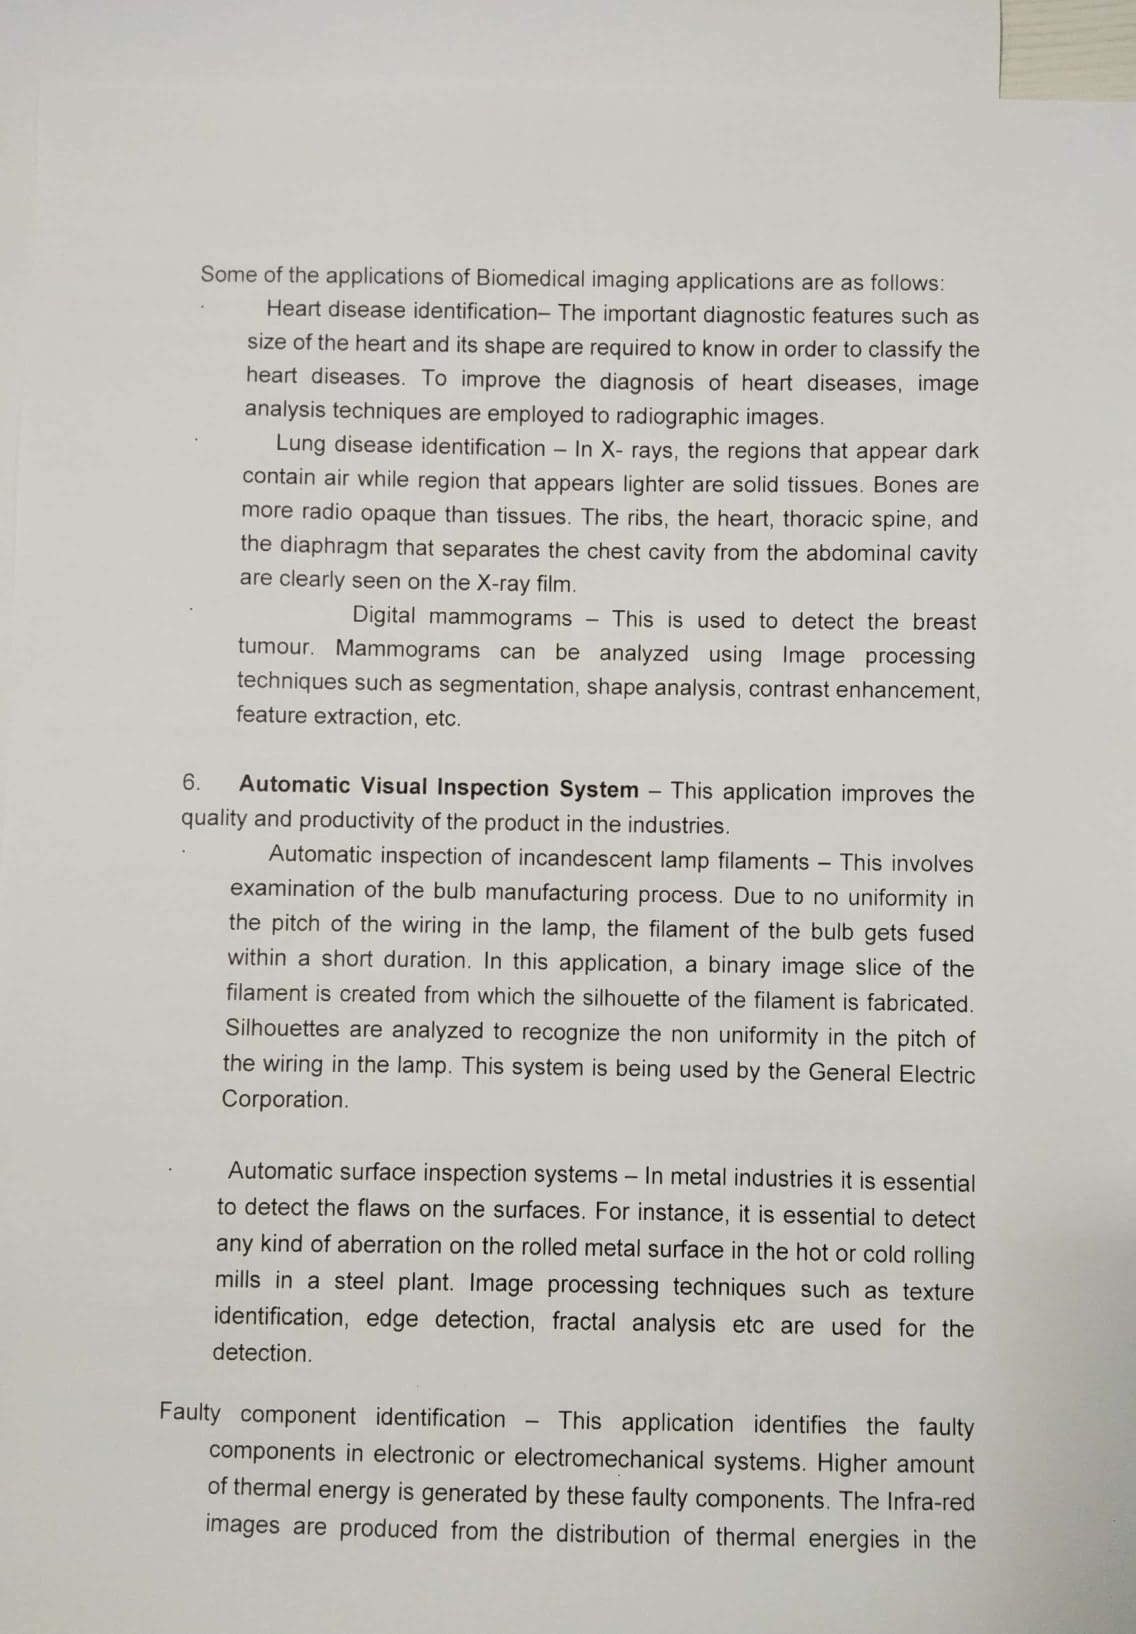 Some of the applications of Biomedical imaging applications are as follows:
· Heart disease identification– The important diagnostic features such as
size of the heart and its shape are required to know in order to classify the
heart diseases. To improve the diagnosis of heart diseases, image
analysis techniques are employed to radiographic images.
· Lung disease identification – In X- rays, the regions that appear dark
contain air while region that appears lighter are solid tissues. Bones are
more radio opaque than tissues. The ribs, the heart, thoracic spine, and
the diaphragm that separates the chest cavity from the abdominal cavity
are clearly seen on the X-ray film.
· Digital mammograms – This is used to detect the breast
tumour. Mammograms can be analyzed using Image processing
techniques such as segmentation, shape analysis, contrast enhancement,
feature extraction, etc.
6. Automatic Visual Inspection System – This application improves the
quality and productivity of the product in the industries.
· Automatic inspection of incandescent lamp filaments – This involves
examination of the bulb manufacturing process. Due to no uniformity in
the pitch of the wiring in the lamp, the filament of the bulb gets fused
within a short duration. In this application, a binary image slice of the
filament is created from which the silhouette of the filament is fabricated.
Silhouettes are analyzed to recognize the non uniformity in the pitch of
the wiring in the lamp. This system is being used by the General Electric
Corporation.
· Automatic surface inspection systems – In metal industries it is essential
to detect the flaws on the surfaces. For instance, it is essential to detect
any kind of aberration on the rolled metal surface in the hot or cold rolling
mills in a steel plant. Image processing techniques such as texture
identification, edge detection, fractal analysis etc are used for the
detection.
Faulty component identification – This application identifies the faulty
components in electronic or electromechanical systems. Higher amount
of thermal energy is generated by these faulty components. The Infra-red
images are produced from the distribution of thermal energies in the